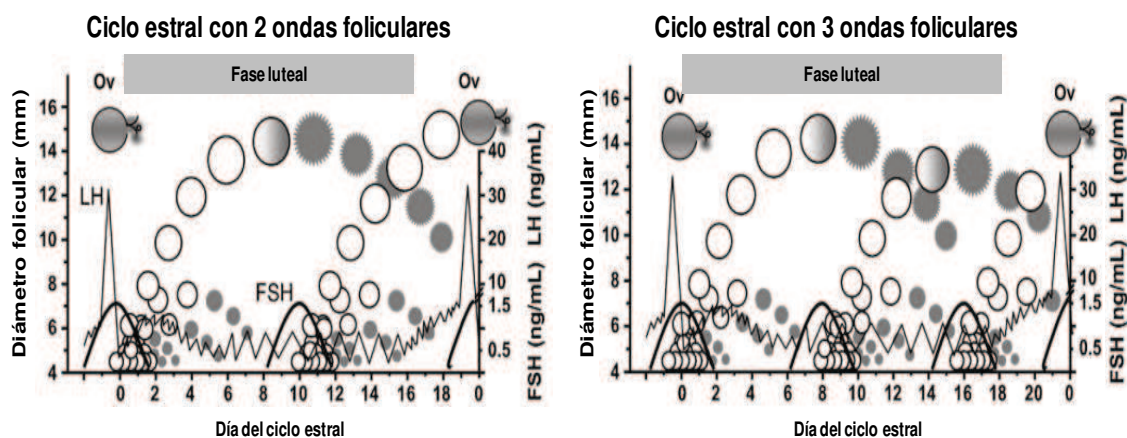 Ciclo estral con 2 ondas foliculares
Fase luteal
Ov
Ov
Diámetro folicular (mm)
16
14
12
10
8
6
4
LH
FSH
40
30
20
10
1.5
0.5
FSH (ng/mL) LH (ng/mL)
0 2 4 6 8 10 12 14 16 18 0
Día del ciclo estral
Ciclo estral con 3 ondas foliculares
Fase luteal
Ov
Ov
Diámetro folicular (mm)
16
14
12
10
8
6
4
40
30
20
10
1.5
0.5
FSH (ng/mL) LH (ng/mL)
0 2 4 6 8 10 12 14 16 18 20 0
Día del ciclo estral